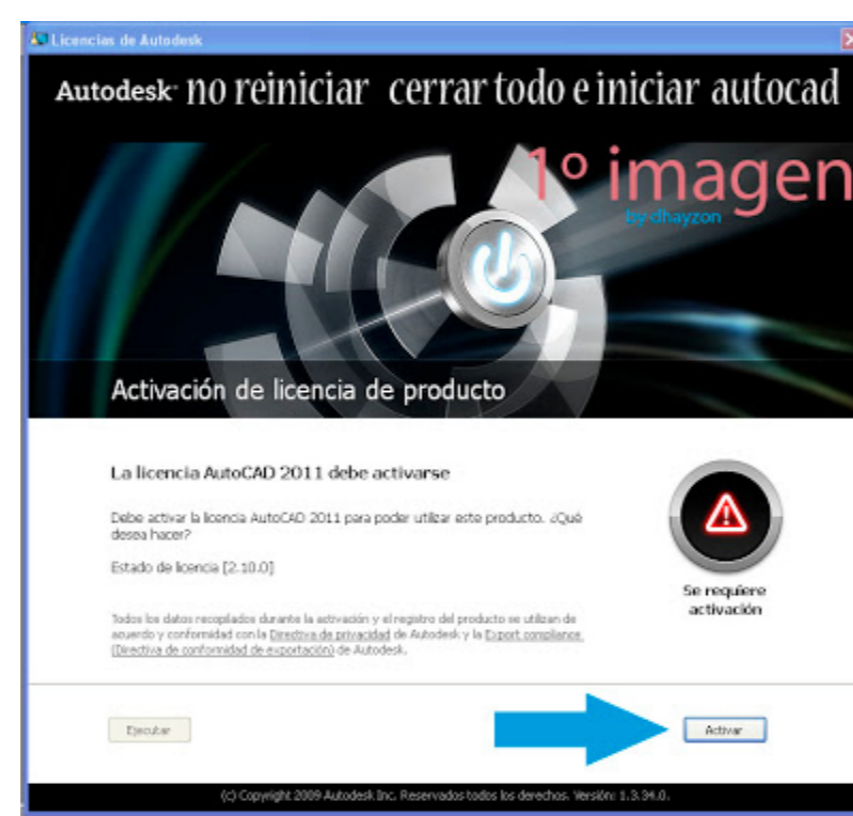 Licencias de Autodesk
Autodesk no reiniciar cerrar todo e iniciar autocad
1º imagen
by dhayzon
Activación de licencia de producto
La licencia AutoCAD 2011 debe activarse
Debe activar la licencia AutoCAD 2011 para poder utilizar este producto. ¿Qué
desea hacer?
Estado de licencia [2.10.0]
Se requiere
activación
Todos los datos recopilados durante la activación y el registro del producto se utilizan de
acuerdo y conformidad con la Directiva de privacidad de Autodesk y la Export compliance
(Directiva de conformidad de exportación) de Autodesk.
Ejecutar
Activar
(c) Copyright 2009 Autodesk Inc. Reservados todos los derechos. Versión: 1.3.34.0.